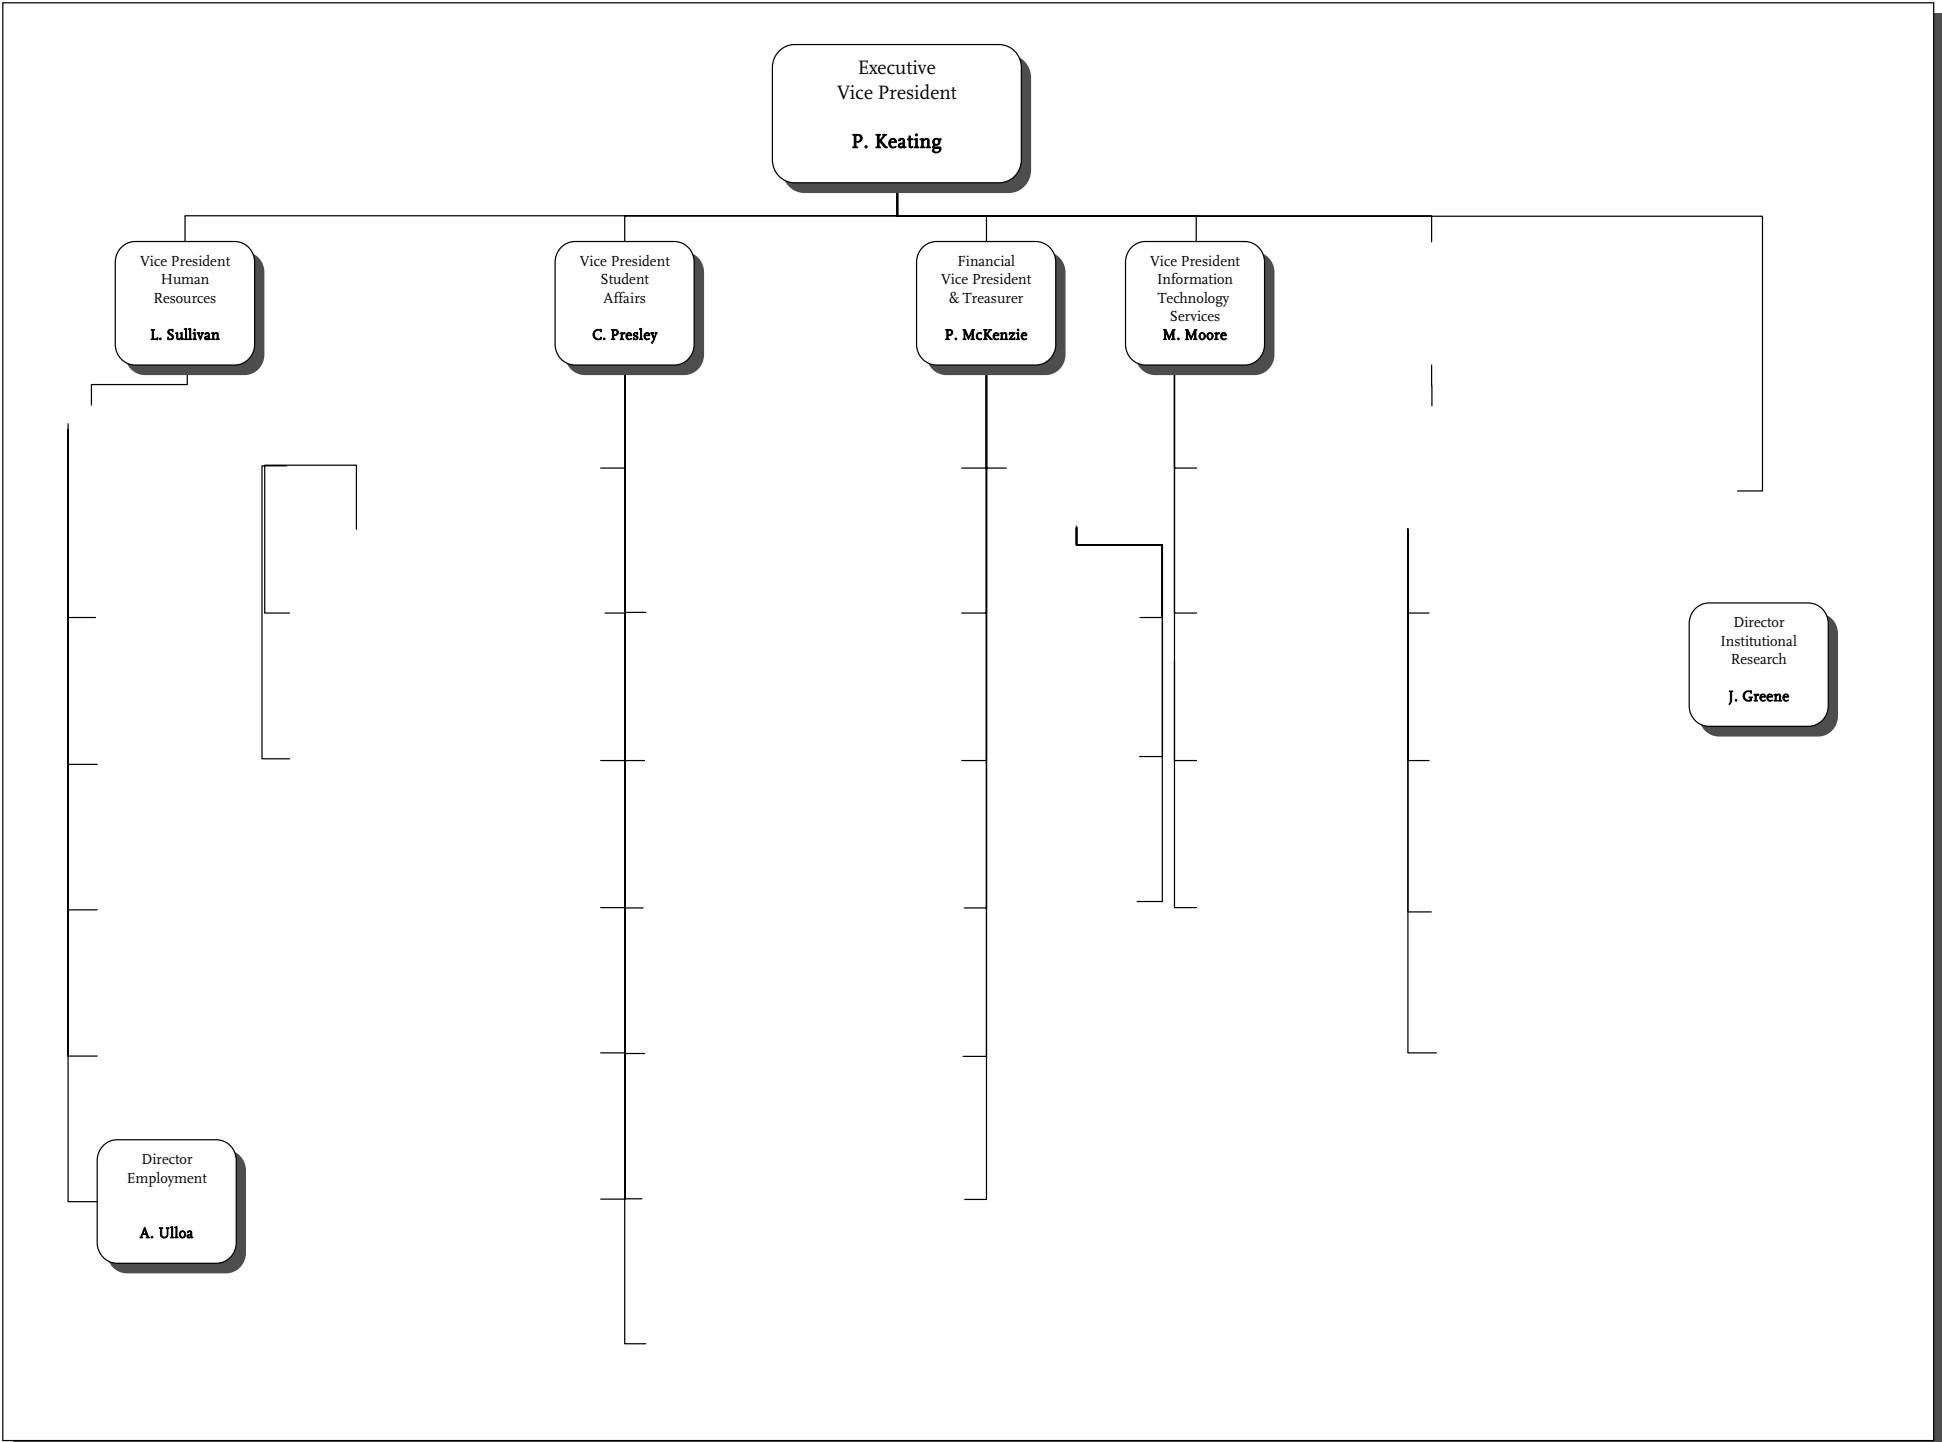 Executive
Vice President
P. Keating
Vice President
Human
Resources
L. Sullivan
Vice President
Student
Affairs
C. Presley
Financial
Vice President
& Treasurer
P. McKenzie
Vice President
Information
Technology
Services
M. Moore
Director
Institutional
Research
J. Greene
Director
Employment
A. Ulloa